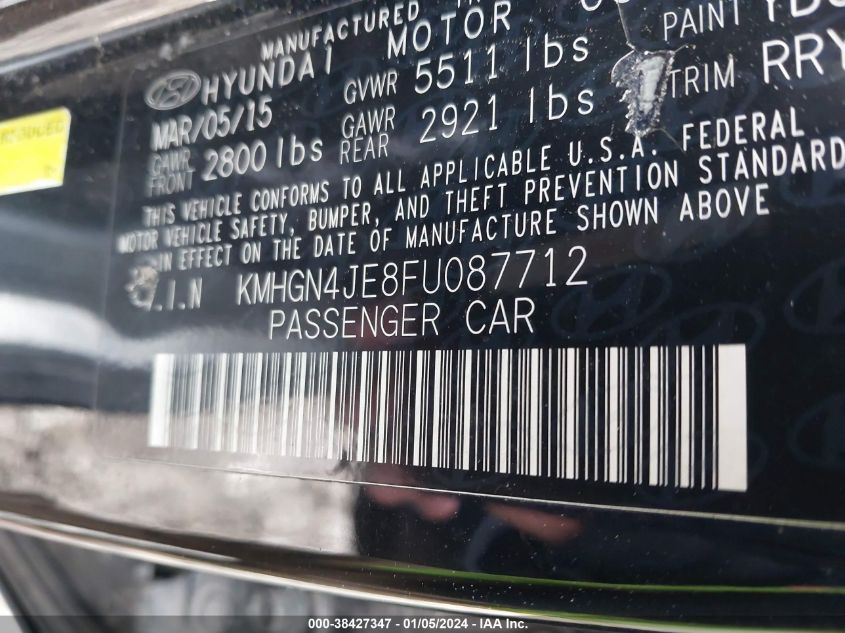 MANUFACTURED
HYUNDAI MOTOR
MAR/05/15 GVWR 5511 lbs PAINT
GAWR FRONT 2800 lbs GAWR REAR 2921 lbs TRIM RRY
THIS VEHICLE CONFORMS TO ALL APPLICABLE U.S.A. FEDERAL
MOTOR VEHICLE SAFETY, BUMPER, AND THEFT PREVENTION STANDARD
IN EFFECT ON THE DATE OF MANUFACTURE SHOWN ABOVE
V.I.N KMHGN4JE8FU087712
PASSENGER CAR
000-38427347 - 01/05/2024 - IAA Inc.